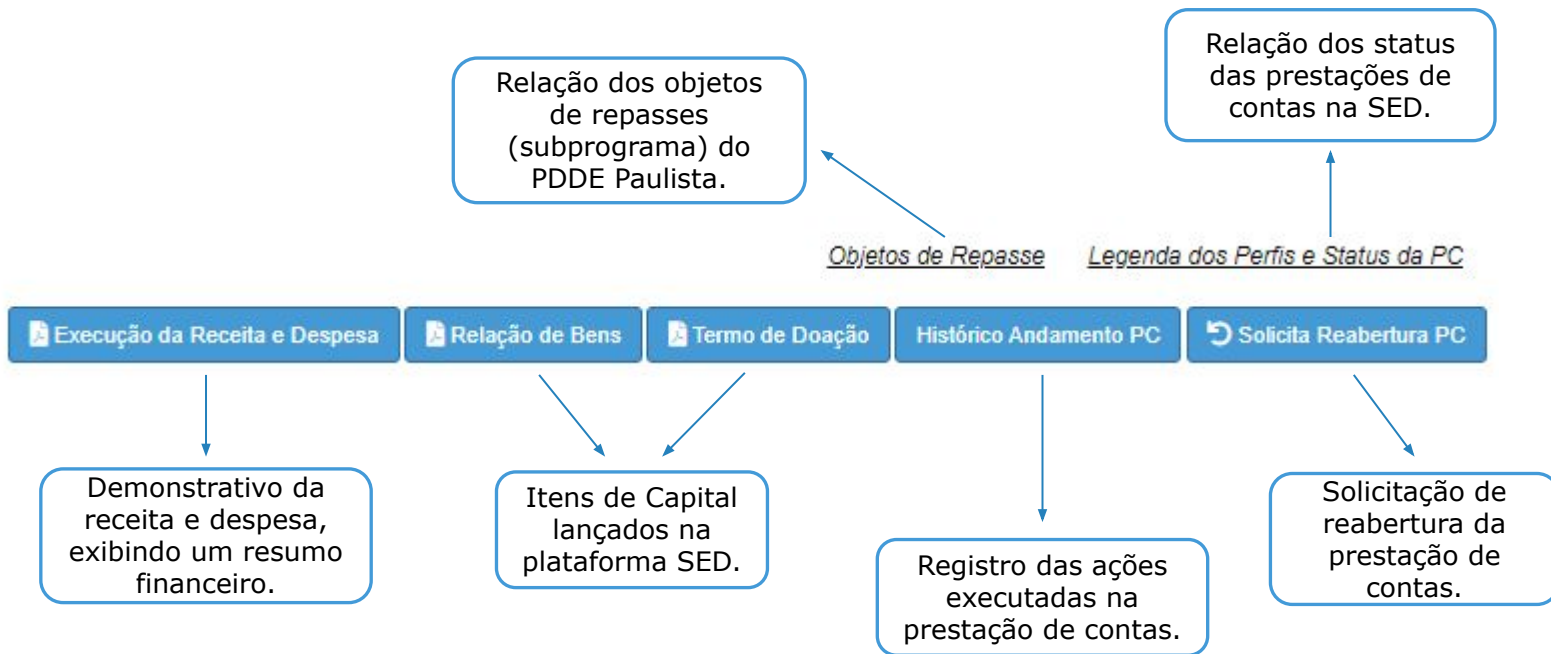 Relação dos objetos
de repasses
(subprograma) do
PDDE Paulista.
Relação dos status
das prestações de
contas na SED.
Objetos de Repasse
Legenda dos Perfis e Status da PC
Execução da Receita e Despesa
Relação de Bens
Termo de Doação
Histórico Andamento PC
Solicita Reabertura PC
Demonstrativo da
receita e despesa,
exibindo um resumo
financeiro.
Itens de Capital
lançados na
plataforma SED.
Registro das ações
executadas na
prestação de contas.
Solicitação de
reabertura da
prestação de
contas.